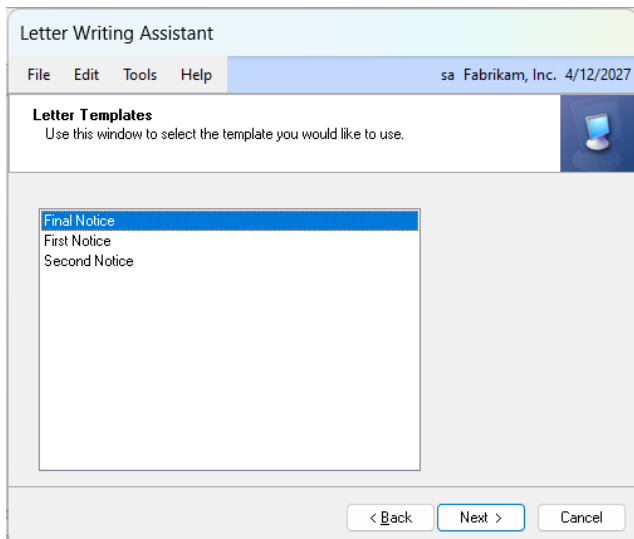 Letter Writing Assistant
File Edit Tools Help sa Fabrikam, Inc. 4/12/2027
Letter Templates
Use this window to select the template you would like to use.
Final Notice
First Notice
Second Notice
< Back Next > Cancel